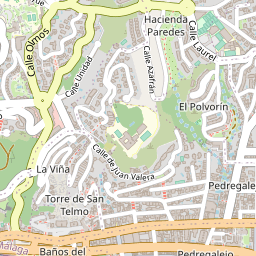 Hacienda
Paredes
Calle Olmos
Calle Laurel
Calle Unidad
Calle Azafrán
El Polvorín
Calle de Juan Valera
La Viña
Pedregalejo
Torre de San
Telmo
Málaga
Baños del
Pedregalejo